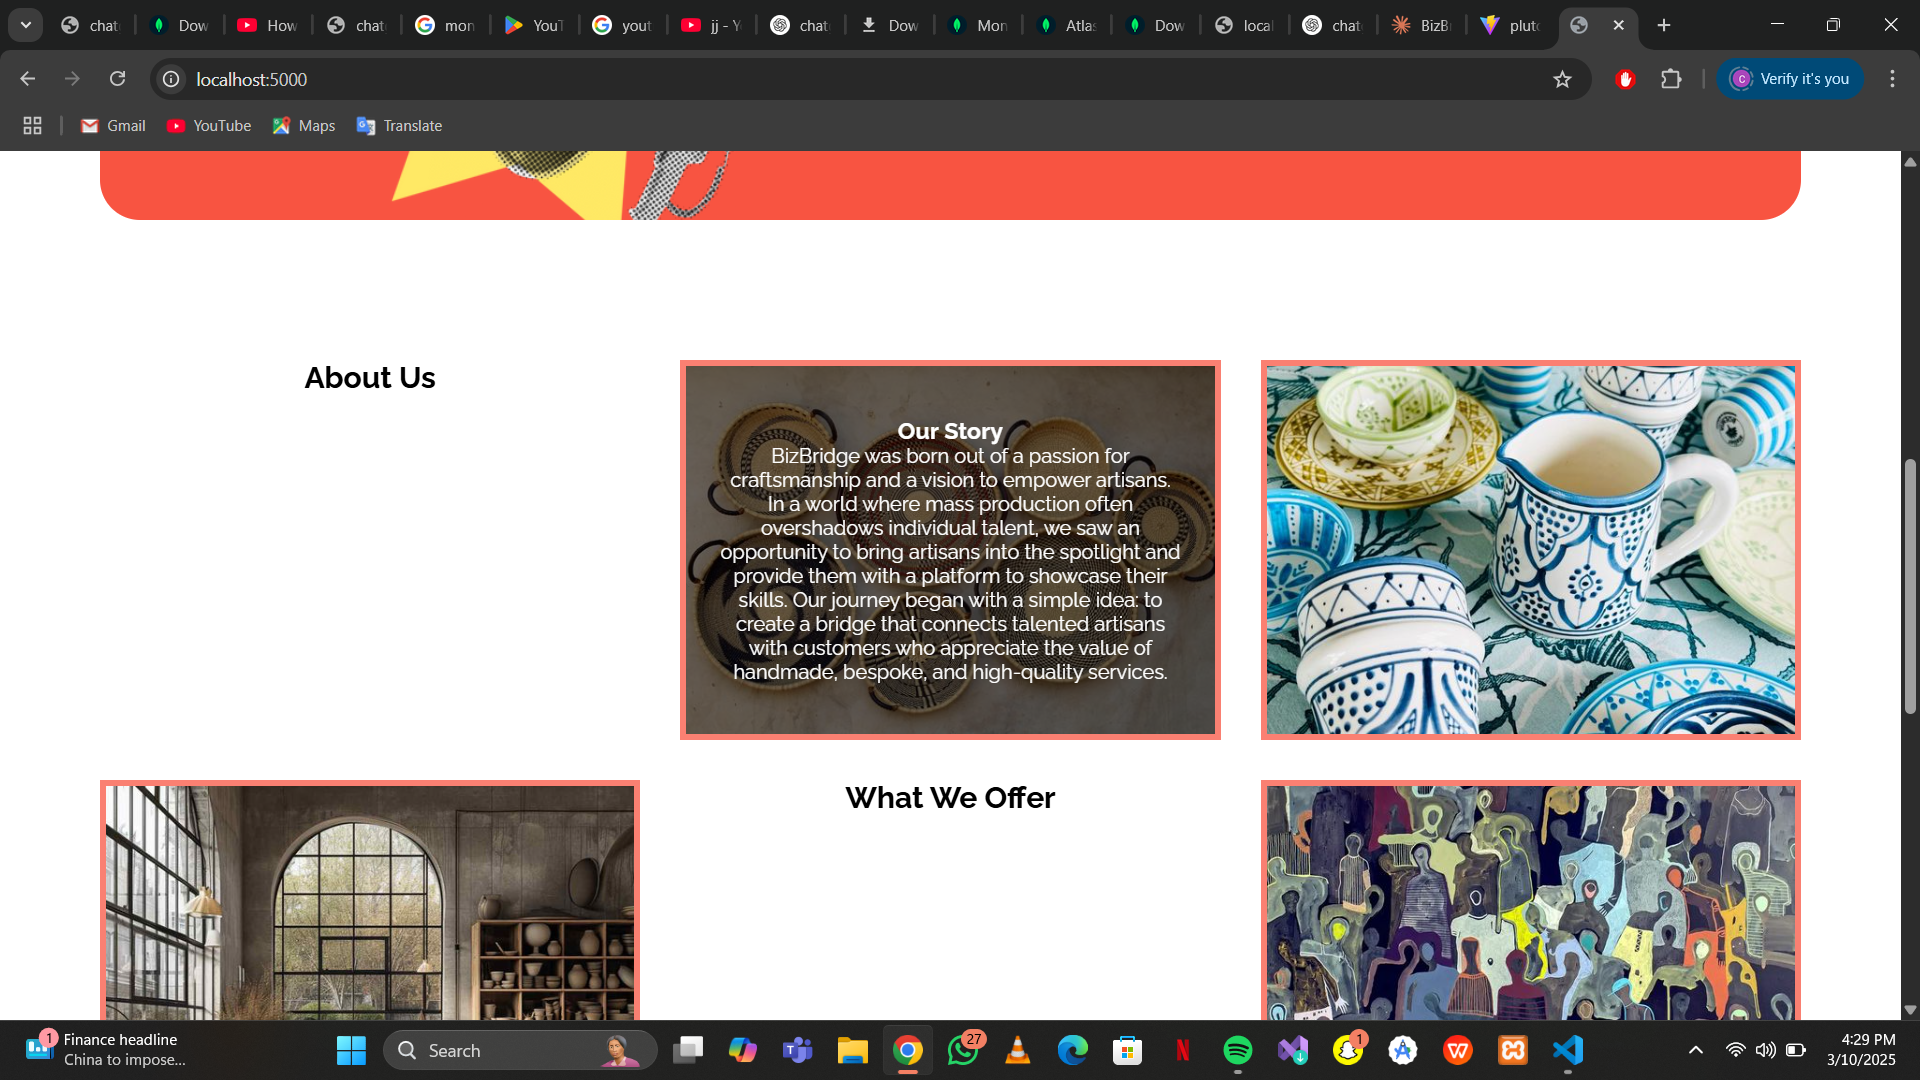 chat
Dow
How
chat
mon
YouT
yout
jj - Y
chat
Dow
Mon
Atlas
Dow
local
chat
BizB
pluto
localhost:5000
Verify it's you
Gmail
YouTube
Maps
Translate
About Us
Our Story
BizBridge was born out of a passion for
craftsmanship and a vision to empower artisans.
In a world where mass production often
overshadows individual talent, we saw an
opportunity to bring artisans into the spotlight and
provide them with a platform to showcase their
skills. Our journey began with a simple idea: to
create a bridge that connects talented artisans
with customers who appreciate the value of
handmade, bespoke, and high-quality services.
What We Offer
1
Finance headline
China to impose...
Search
27
1
4:29 PM
3/10/2025